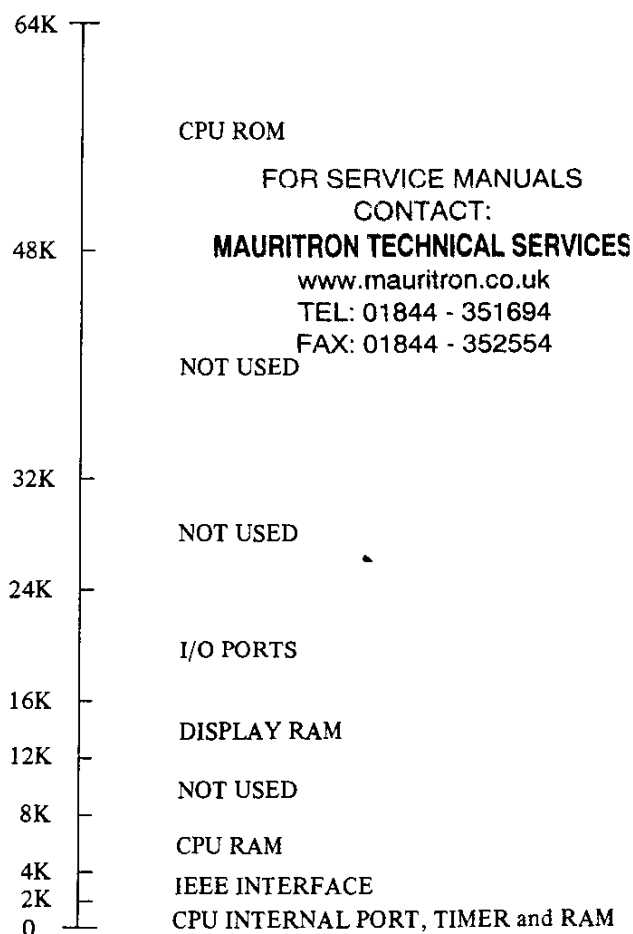 64K
CPU ROM
FOR SERVICE MANUALS
CONTACT:
MAURITRON TECHNICAL SERVICES
www.mauritron.co.uk
TEL: 01844 - 351694
FAX: 01844 - 352554
48K
NOT USED
32K
NOT USED
24K
I/O PORTS
16K
DISPLAY RAM
12K
NOT USED
8K
CPU RAM
4K
IEEE INTERFACE
2K
0 CPU INTERNAL PORT, TIMER and RAM